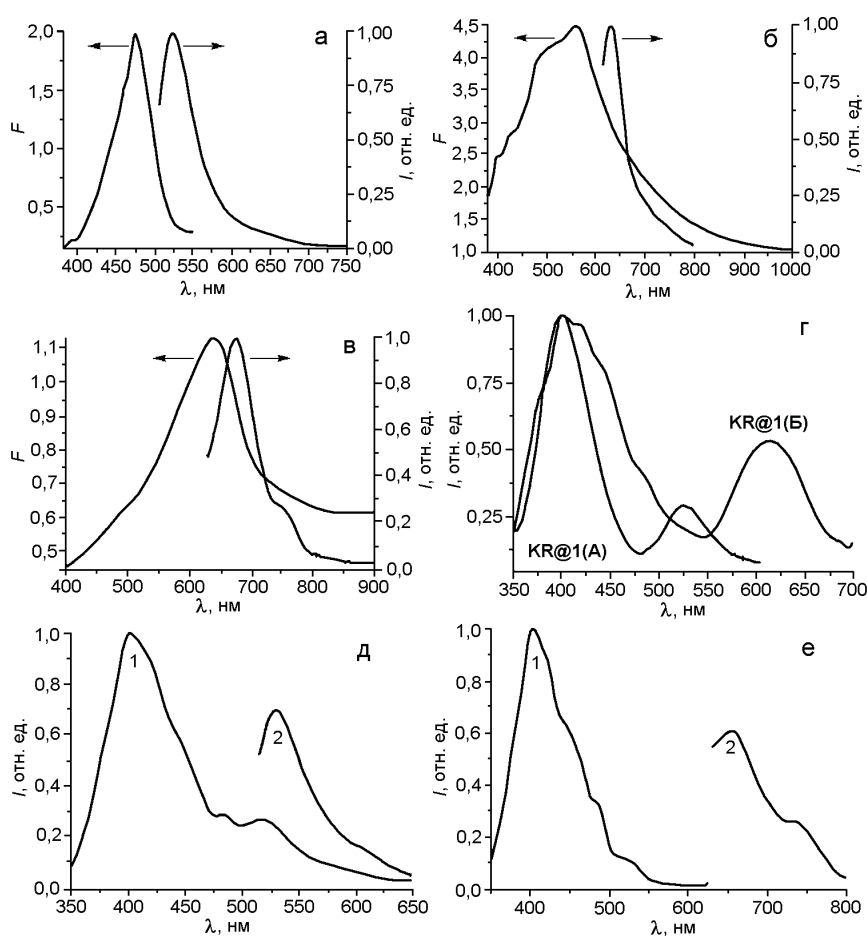 а
2,0
1,5
1,0
0,5
F
1,00
0,75
0,50
0,25
0,00
I, отн. ед.
400 450 500 550 600 650 700 750
λ, нм
б
4,5
4,0
3,5
3,0
2,5
2,0
4,5
1,0
F
1,00
0,75
0,50
0,25
0,00
I, отн. ед.
400 500 600 700 800 900 1000
λ, нм
в
1,1
1,0
0,9
0,8
0,7
0,6
0,5
F
1,0
0,8
0,6
0,4
0,2
0,0
I, отн. ед.
400 500 600 700 800 900
λ, нм
г
1,00
0,75
0,50
0,25
I, отн. ед.
KR@1(Б)
KR@1(А)
350 400 450 500 550 600 650 700
λ, нм
д
1,0
0,8
0,6
0,4
0,2
0,0
I, отн. ед.
1
2
350 400 450 500 550 600 650
λ, нм
е
1,0
0,8
0,6
0,4
0,2
0,0
I, отн. ед.
1
2
400 500 600 700 800
λ, нм